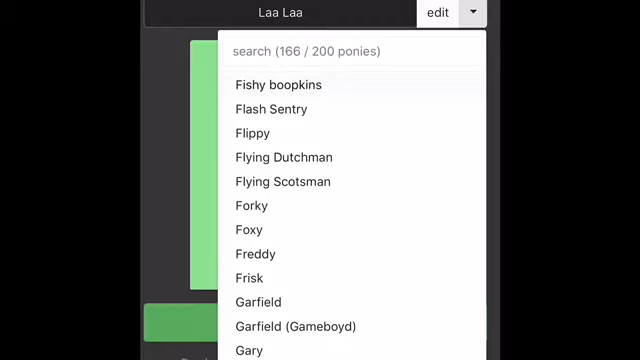 Laa Laa
edit
search (166 / 200 ponies)
Fishy boopkins
Flash Sentry
Flippy
Flying Dutchman
Flying Scotsman
Forky
Foxy
Freddy
Frisk
Garfield
Garfield (Gameboyd)
Gary